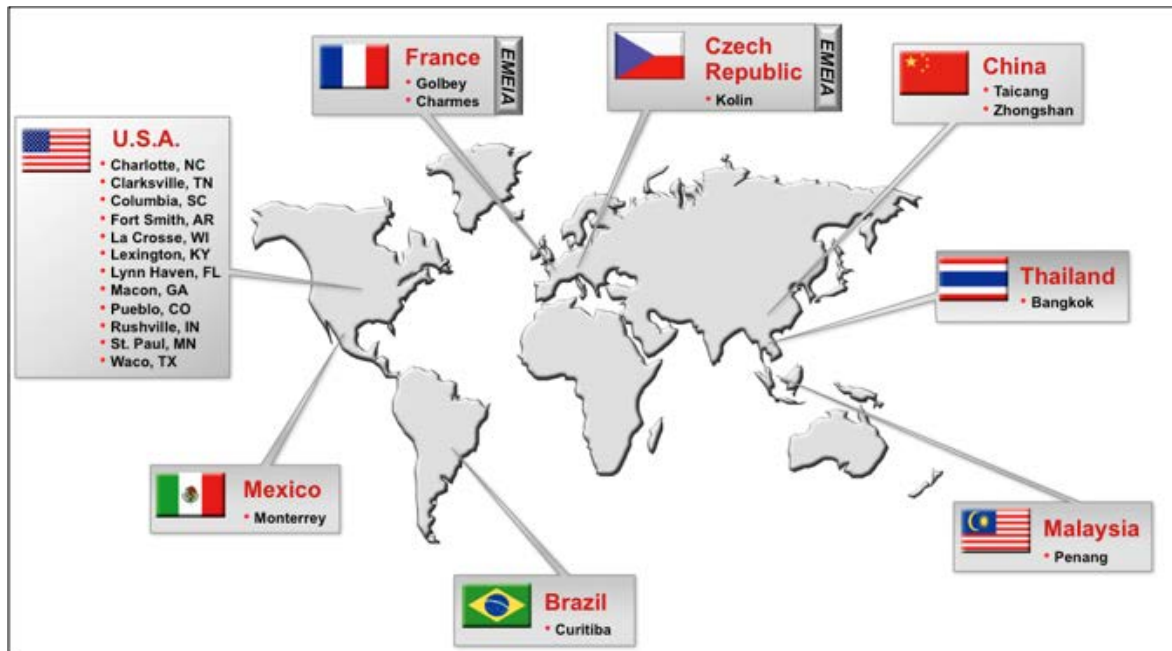 France
• Golbey
• Charmes
EMEIA
Czech
Republic
• Kolin
EMEIA
China
• Taicang
• Zhongshan
U.S.A.
• Charlotte, NC
• Clarksville, TN
• Columbia, SC
• Fort Smith, AR
• La Crosse, WI
• Lexington, KY
• Lynn Haven, FL
• Macon, GA
• Pueblo, CO
• Rushville, IN
• St. Paul, MN
• Waco, TX
Thailand
• Bangkok
Mexico
• Monterrey
Malaysia
• Penang
Brazil
• Curitiba